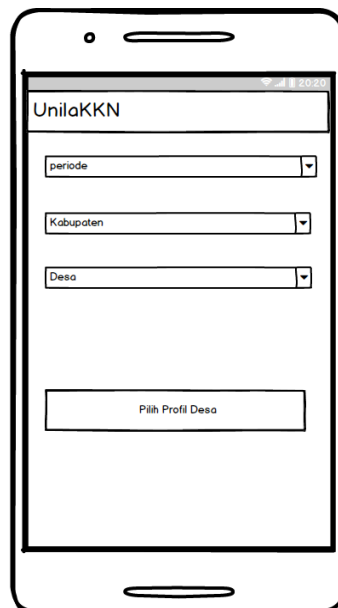 20:20
UnilaKKN
periode
Kabupaten
Desa
Pilih Profil Desa